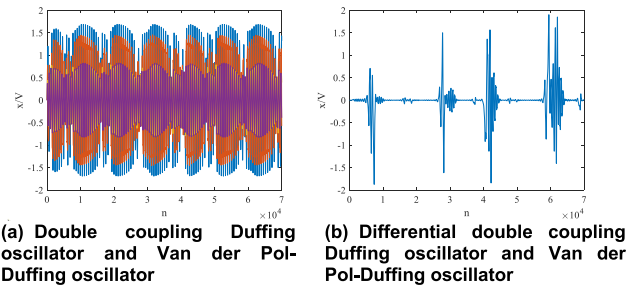 2
1.5
1
0.5
0
-0.5
-1
-1.5
-2
x/V
0 1 2 3 4 5 6 7
n
×10^4
2
1.5
1
0.5
0
-0.5
-1
-1.5
-2
x/V
0 1 2 3 4 5 6 7
n
×10^4
(a) Double coupling Duffing
oscillator and Van der Pol-
Duffing oscillator
(b) Differential double coupling
Duffing oscillator and Van der
Pol-Duffing oscillator